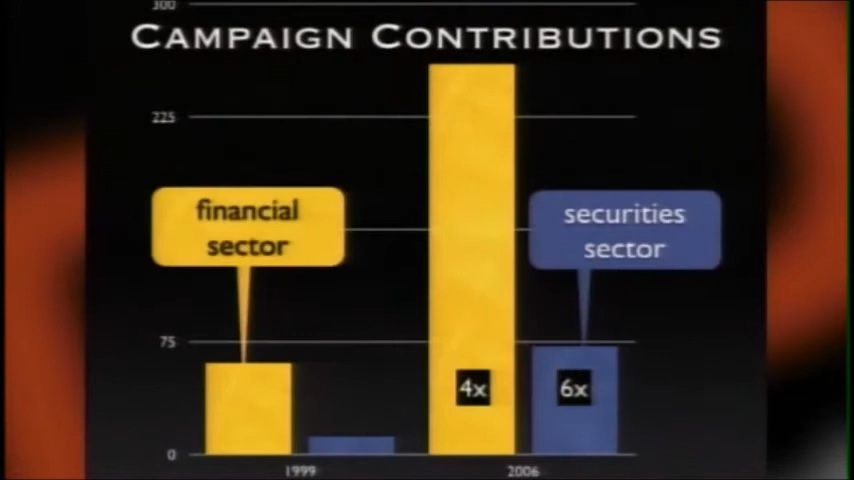 300
CAMPAIGN CONTRIBUTIONS
225
financial
sector
securities
sector
75
4x
6x
0
1999
2006